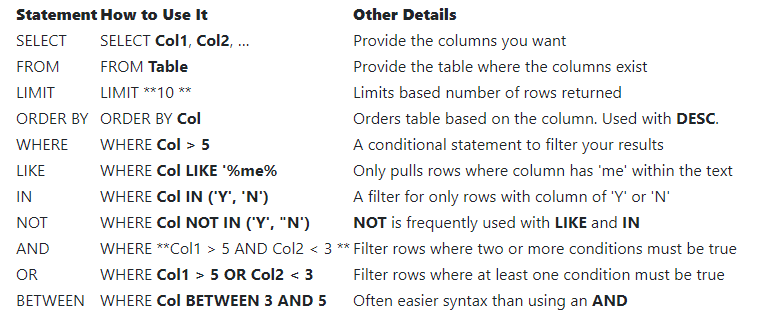 Statement How to Use It Other Details
SELECT SELECT Col1, Col2, ... Provide the columns you want
FROM FROM Table Provide the table where the columns exist
LIMIT LIMIT **10 ** Limits based number of rows returned
ORDER BY ORDER BY Col Orders table based on the column. Used with DESC.
WHERE WHERE Col > 5 A conditional statement to filter your results
LIKE WHERE Col LIKE '%me% Only pulls rows where column has 'me' within the text
IN WHERE Col IN ('Y', 'N') A filter for only rows with column of 'Y' or 'N'
NOT WHERE Col NOT IN ('Y', "N') NOT is frequently used with LIKE and IN
AND WHERE **Col1 > 5 AND Col2 < 3 ** Filter rows where two or more conditions must be true
OR WHERE Col1 > 5 OR Col2 < 3 Filter rows where at least one condition must be true
BETWEEN WHERE Col BETWEEN 3 AND 5 Often easier syntax than using an AND